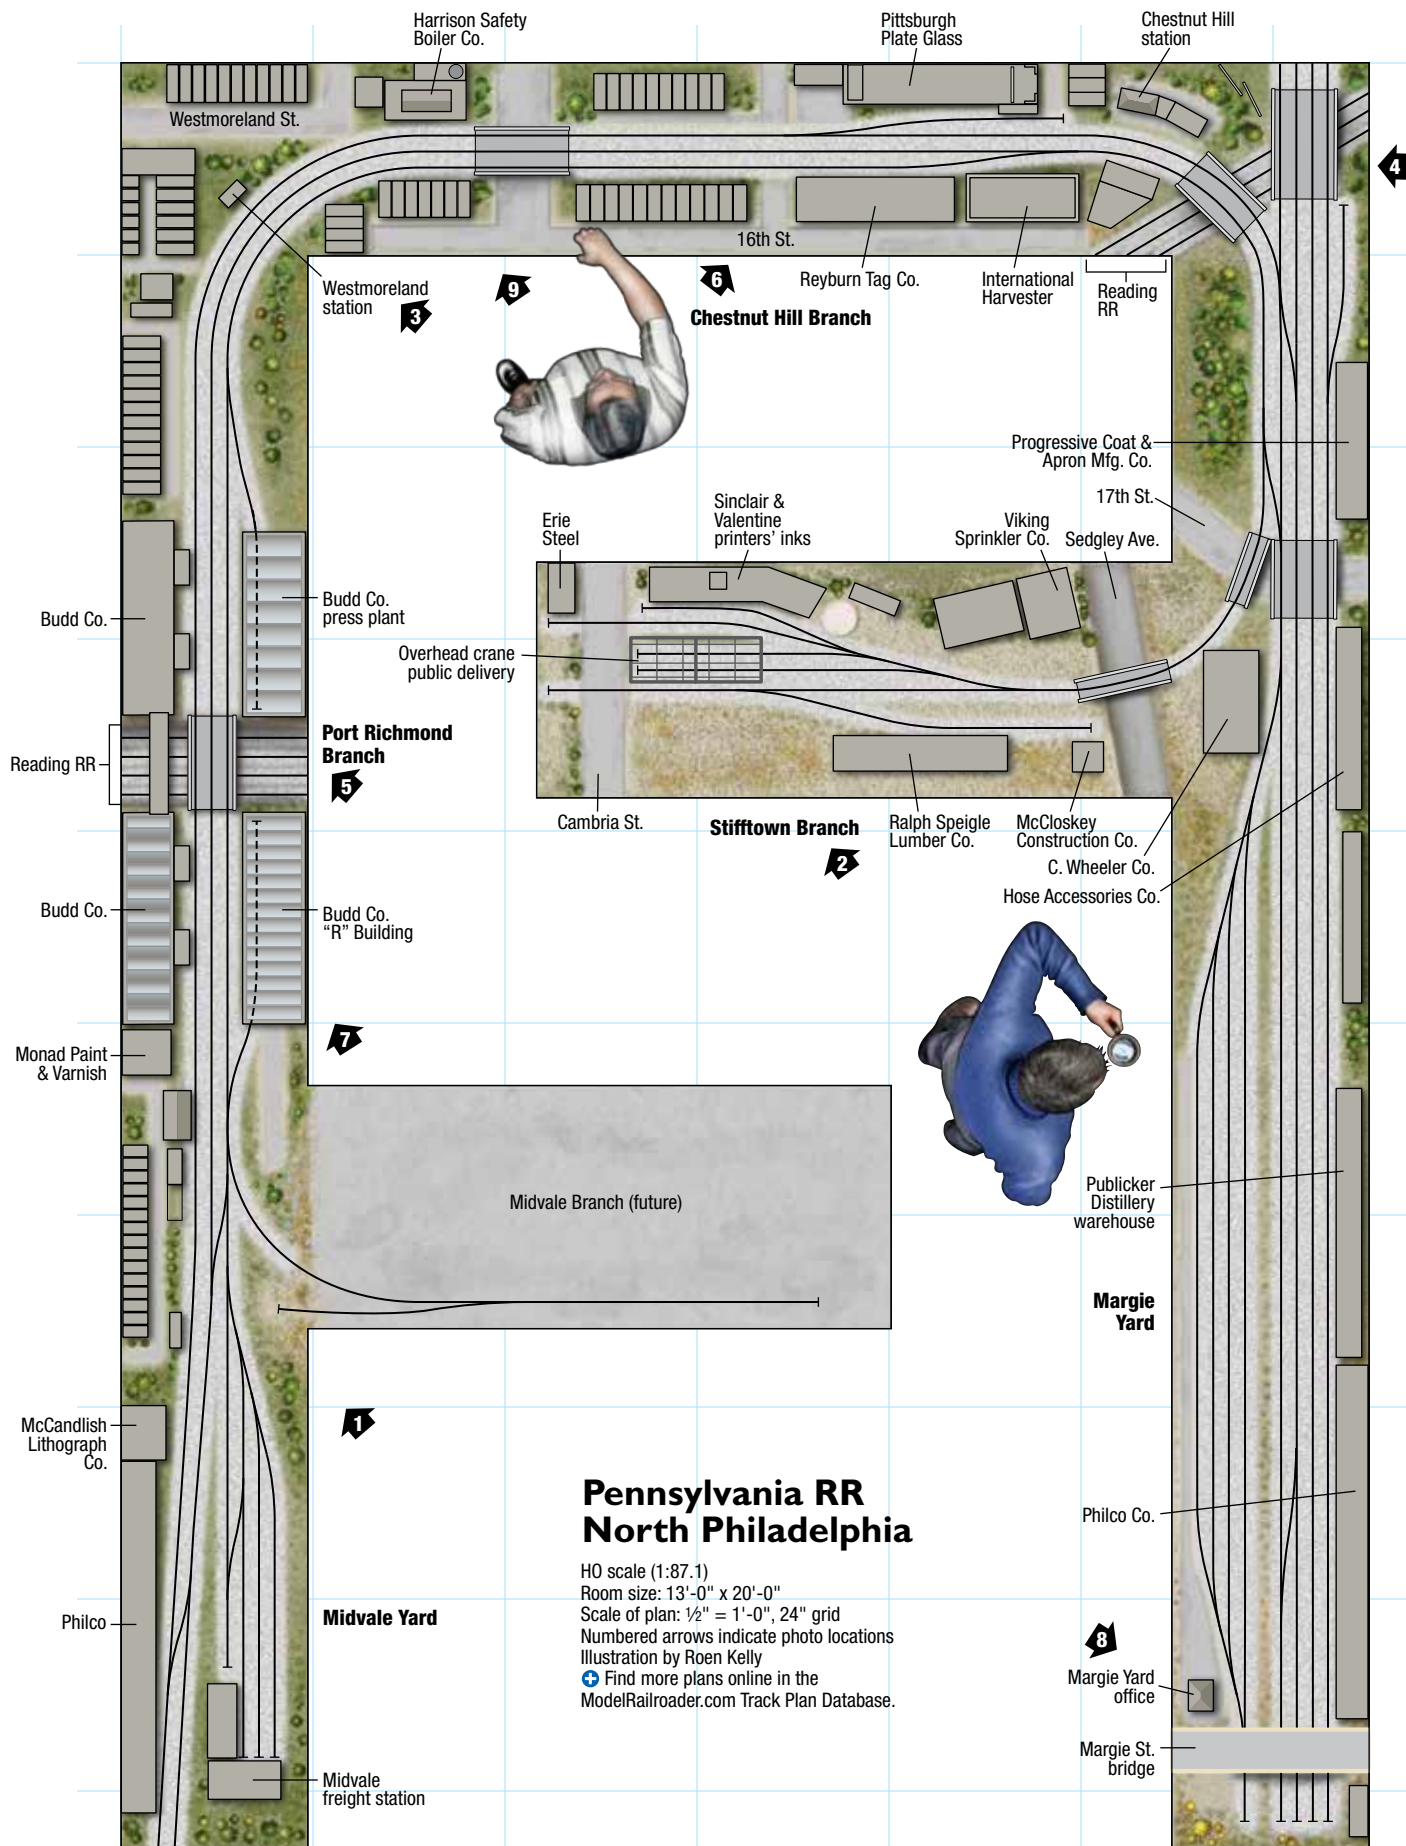 Harrison Safety
Boiler Co.
Pittsburgh
Plate Glass
Chestnut Hill
station
Westmoreland St.
4
16th St.
Westmoreland
station
3
9
6
Reyburn Tag Co.
International
Harvester
Reading
RR
Chestnut Hill Branch
Progressive Coat &
Apron Mfg. Co.
17th St.
Erie
Steel
Sinclair &
Valentine
printers' inks
Viking
Sprinkler Co.
Sedgley Ave.
Budd Co.
Budd Co.
press plant
Overhead crane
public delivery
Reading RR
Port Richmond
Branch
5
Cambria St.
Stifftown Branch
2
Ralph Speigle
Lumber Co.
McCloskey
Construction Co.
C. Wheeler Co.
Hose Accessories Co.
Budd Co.
Budd Co.
“R” Building
Monad Paint
& Varnish
7
Midvale Branch (future)
Publicker
Distillery
warehouse
Margie
Yard
McCandlish
Lithograph
Co.
1
Pennsylvania RR
North Philadelphia
HO scale (1:87.1)
Room size: 13'-0" x 20'-0"
Scale of plan: ½" = 1'-0", 24" grid
Numbered arrows indicate photo locations
Illustration by Roen Kelly
Find more plans online in the
ModelRailroader.com Track Plan Database.
Philco Co.
Philco
Midvale Yard
8
Margie Yard
office
Margie St.
bridge
Midvale
freight station